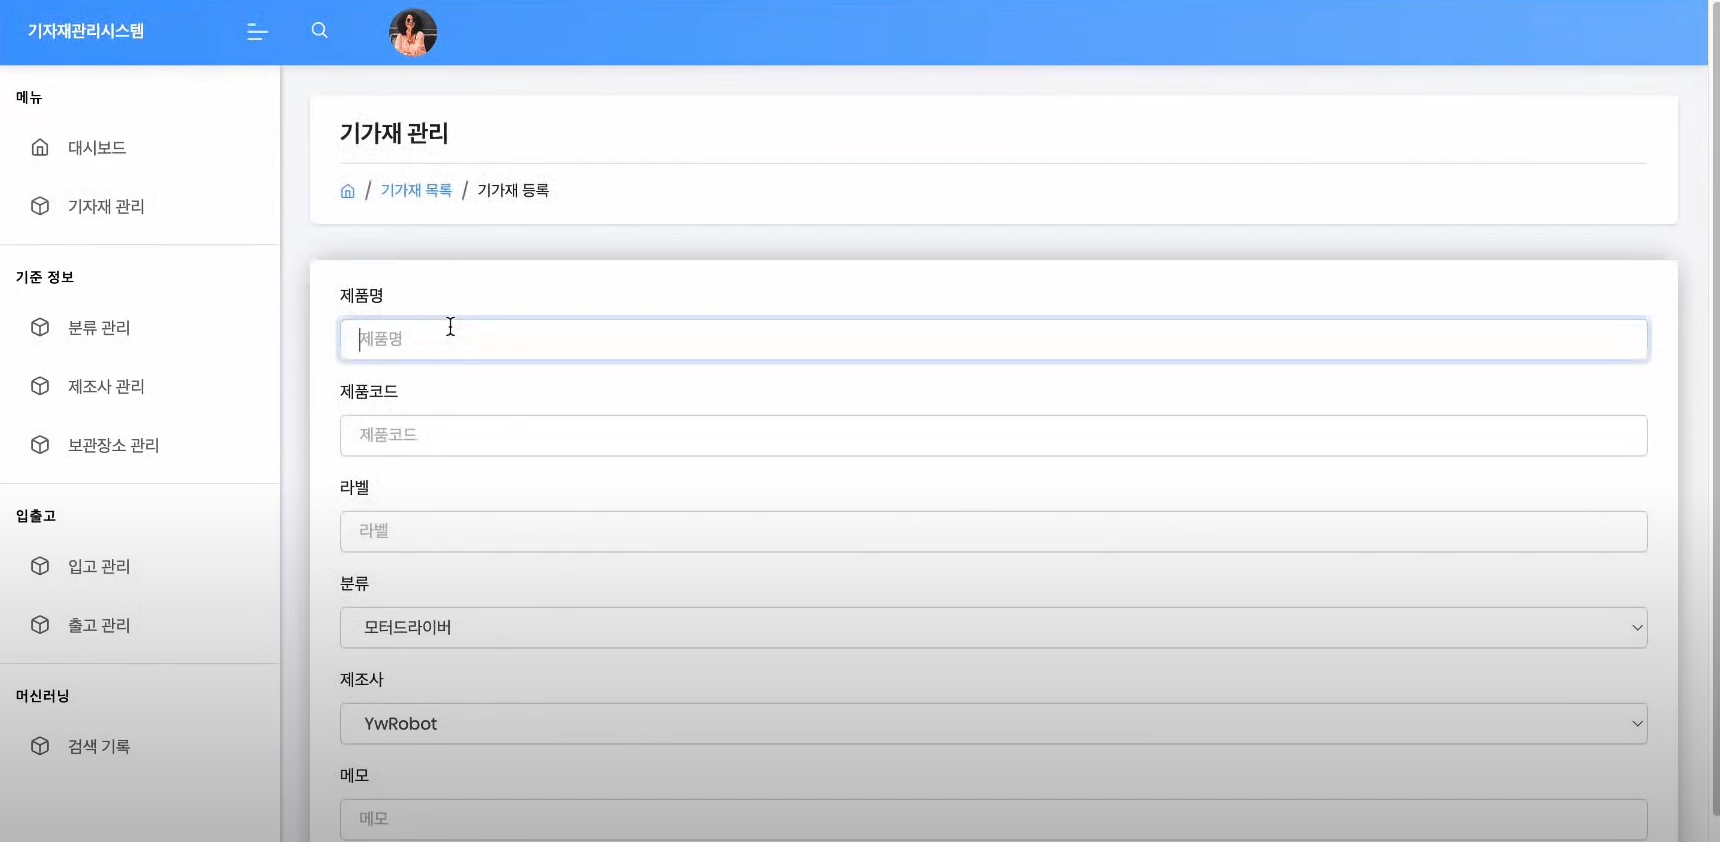 기자재관리시스템
메뉴
대시보드
기자재 관리
기준 정보
분류 관리
제조사 관리
보관장소 관리
입출고
입고 관리
출고 관리
머신러닝
검색 기록
기가재 관리
/ 기가재 목록 / 기가재 등록
제품명
제품명
제품코드
제품코드
라벨
라벨
분류
모터드라이버
제조사
YwRobot
메모
메모